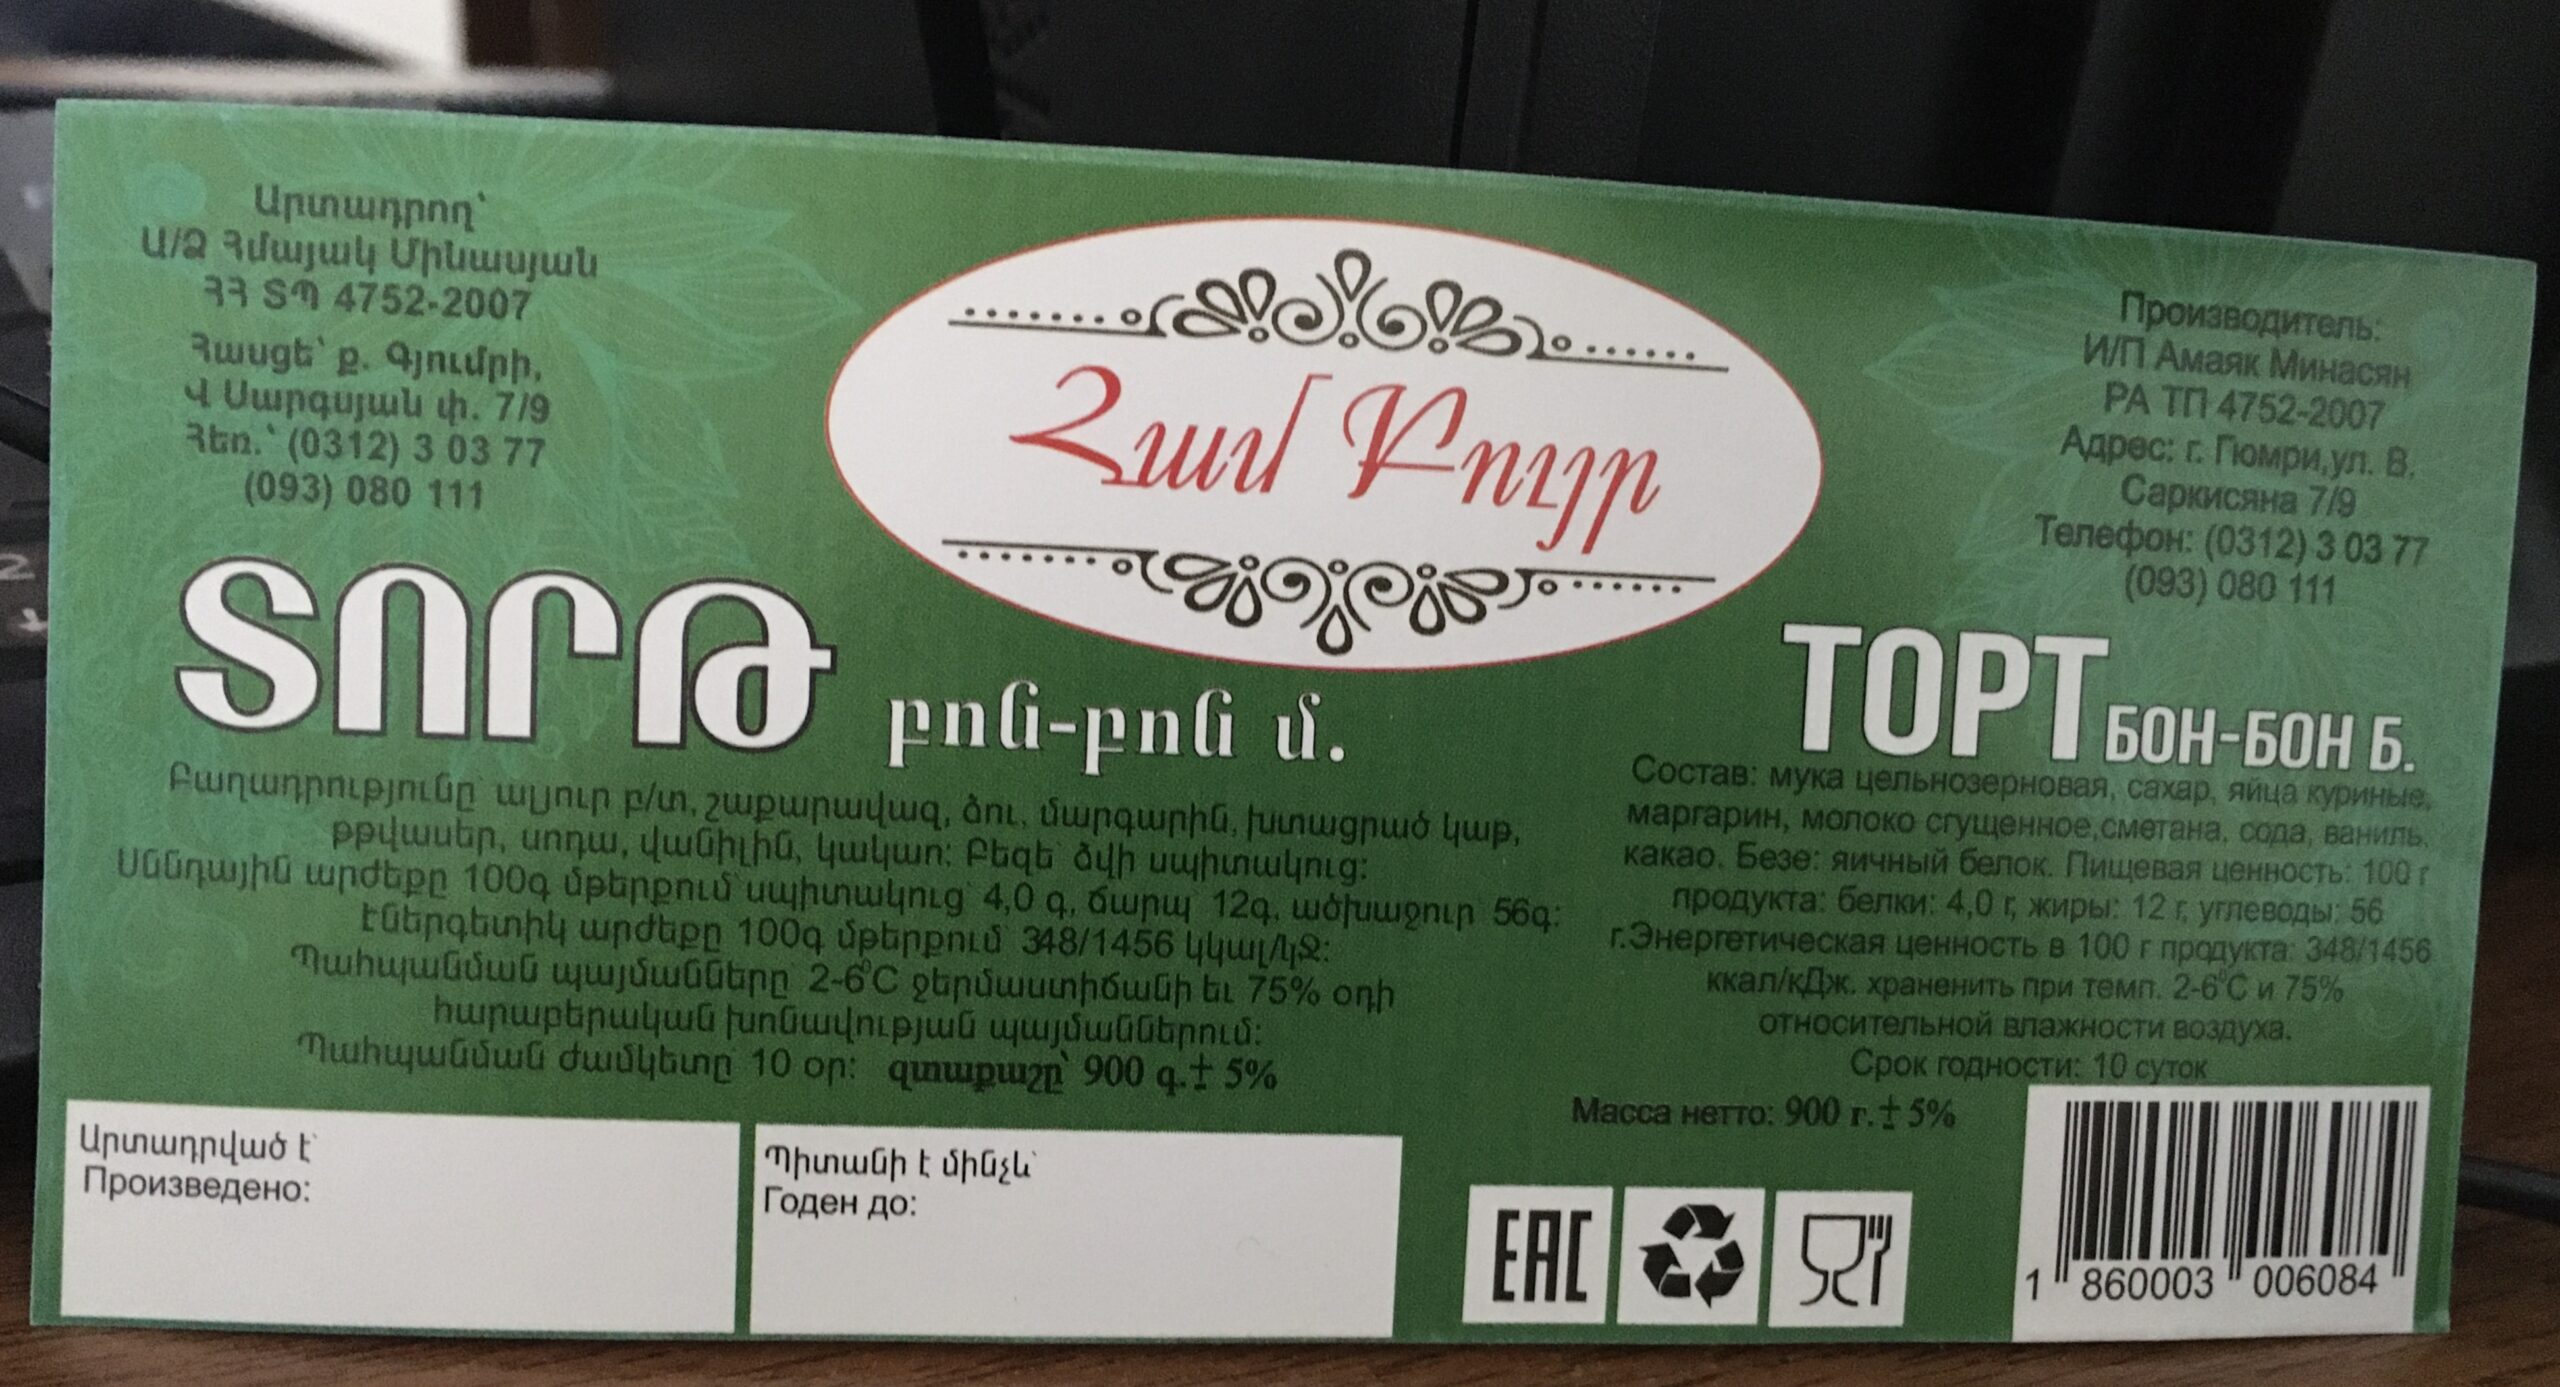 Արտադրող՝
Ա/Ձ Հմայակ Մինասյան
ՀՀ ՏՊ 4752-2007
Հասցե՝ ք. Գյումրի,
Վ Սարգսյան փ. 7/9
Հեռ.՝ (0312) 3 03 77
(093) 080 111
Համ Բույր
Производитель:
И/П Амаяк Минасян
РА ТП 4752-2007
Адрес: г. Гюмри,ул. В.
Саркисяна 7/9
Телефон: (0312) 3 03 77
(093) 080 111
ՏՈՐԹ բոն-բոն մ.
Բաղադրությունը՝ ալյուր բ/տ, շաքարավազ, ձու, մարգարին, խտացրած կաթ,
թթվասեր, սոդա, վանիլին, կակաո: Բեզե՝ ձվի սպիտակուց:
Սննդային արժեքը 100գ մթերքում՝ սպիտակուց՝ 4,0 գ, ճարպ՝ 12գ, ածխաջուր՝ 56գ:
էներգետիկ արժեքը 100գ մթերքում՝ 348/1456 կկալ/կՋ:
Պահպանման պայմանները՝ 2-6⁰C ջերմաստիճանի եւ 75% օդի
հարաբերական խոնավության պայմաններում:
Պահպանման ժամկետը՝ 10 օր: զտաքաշը՝ 900 գ.± 5%
ТОРТ БОН-БОН Б.
Состав: мука цельнозерновая, сахар, яйца куриные,
маргарин, молоко сгущенное,сметана, сода, ваниль,
какао. Безе: яичный белок. Пищевая ценность: 100 г
продукта: белки: 4,0 г, жиры: 12 г, углеводы: 56
г.Энергетическая ценность в 100 г продукта: 348/1456
ккал/кДж. храненить при темп. 2-6⁰C и 75%
относительной влажности воздуха.
Срок годности: 10 суток
Масса нетто: 900 г.± 5%
Արտադրված է՝
Произведено:
Պիտանի է մինչև՝
Годен до:
EAC
1 860003 006084